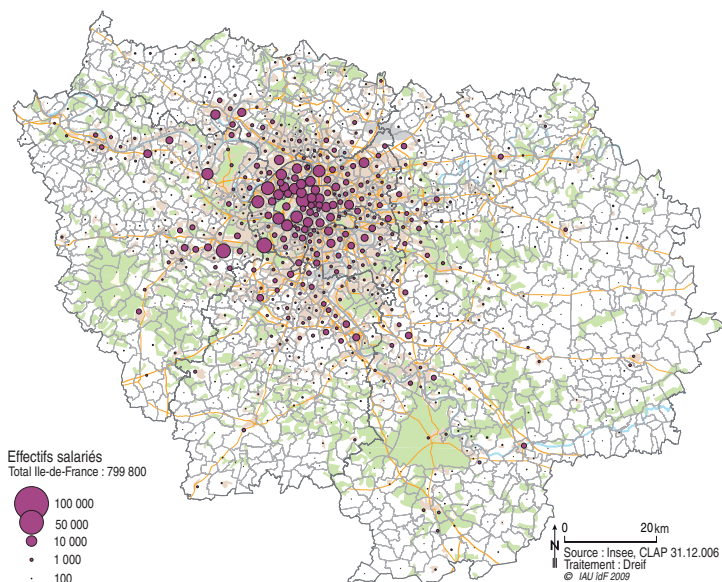 Effectifs salariés
Total Ile-de-France : 799 800
100 000
50 000
10 000
1 000
100
0 20 km
N
Source : Insee, CLAP 31.12.006
Traitement : Dreif
© IAU îdF 2009